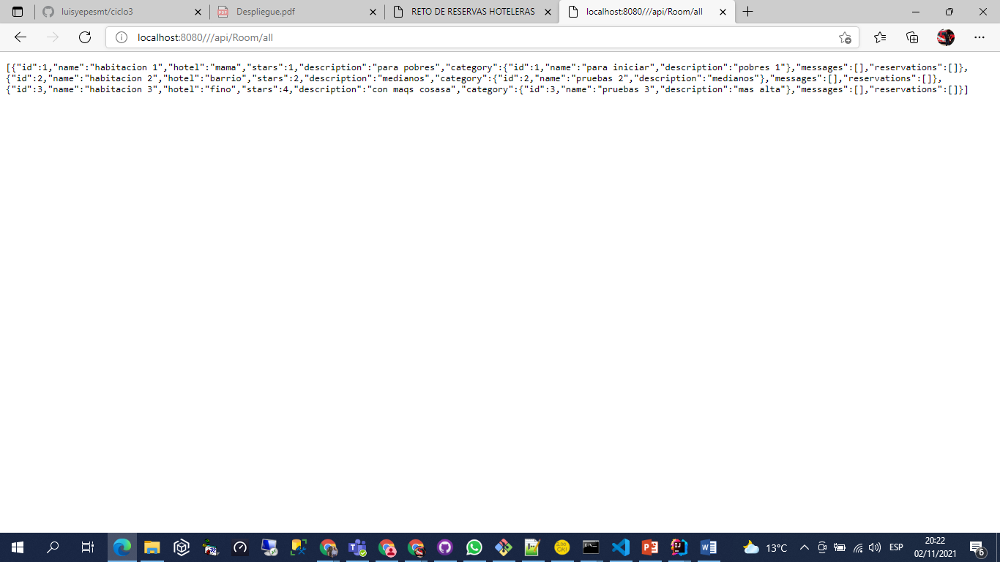 luisyepesmt/ciclo3
Despliegue.pdf
RETO DE RESERVAS HOTELERAS
localhost:8080///api/Room/all
localhost:8080///api/Room/all
[{"id":1,"name":"habitacion 1","hotel":"mama","stars":1,"description":"para pobres","category":{"id":1,"name":"para iniciar","description":"pobres 1"},"messages":[],"reservations":[]},
{"id":2,"name":"habitacion 2","hotel":"barrio","stars":2,"description":"medianos","category":{"id":2,"name":"pruebas 2","description":"medianos"},"messages":[],"reservations":[]},
{"id":3,"name":"habitacion 3","hotel":"fino","stars":4,"description":"con maqs cosasa","category":{"id":3,"name":"pruebas 3","description":"mas alta"},"messages":[],"reservations":[]}]
13°C
ESP
20:22
02/11/2021
6